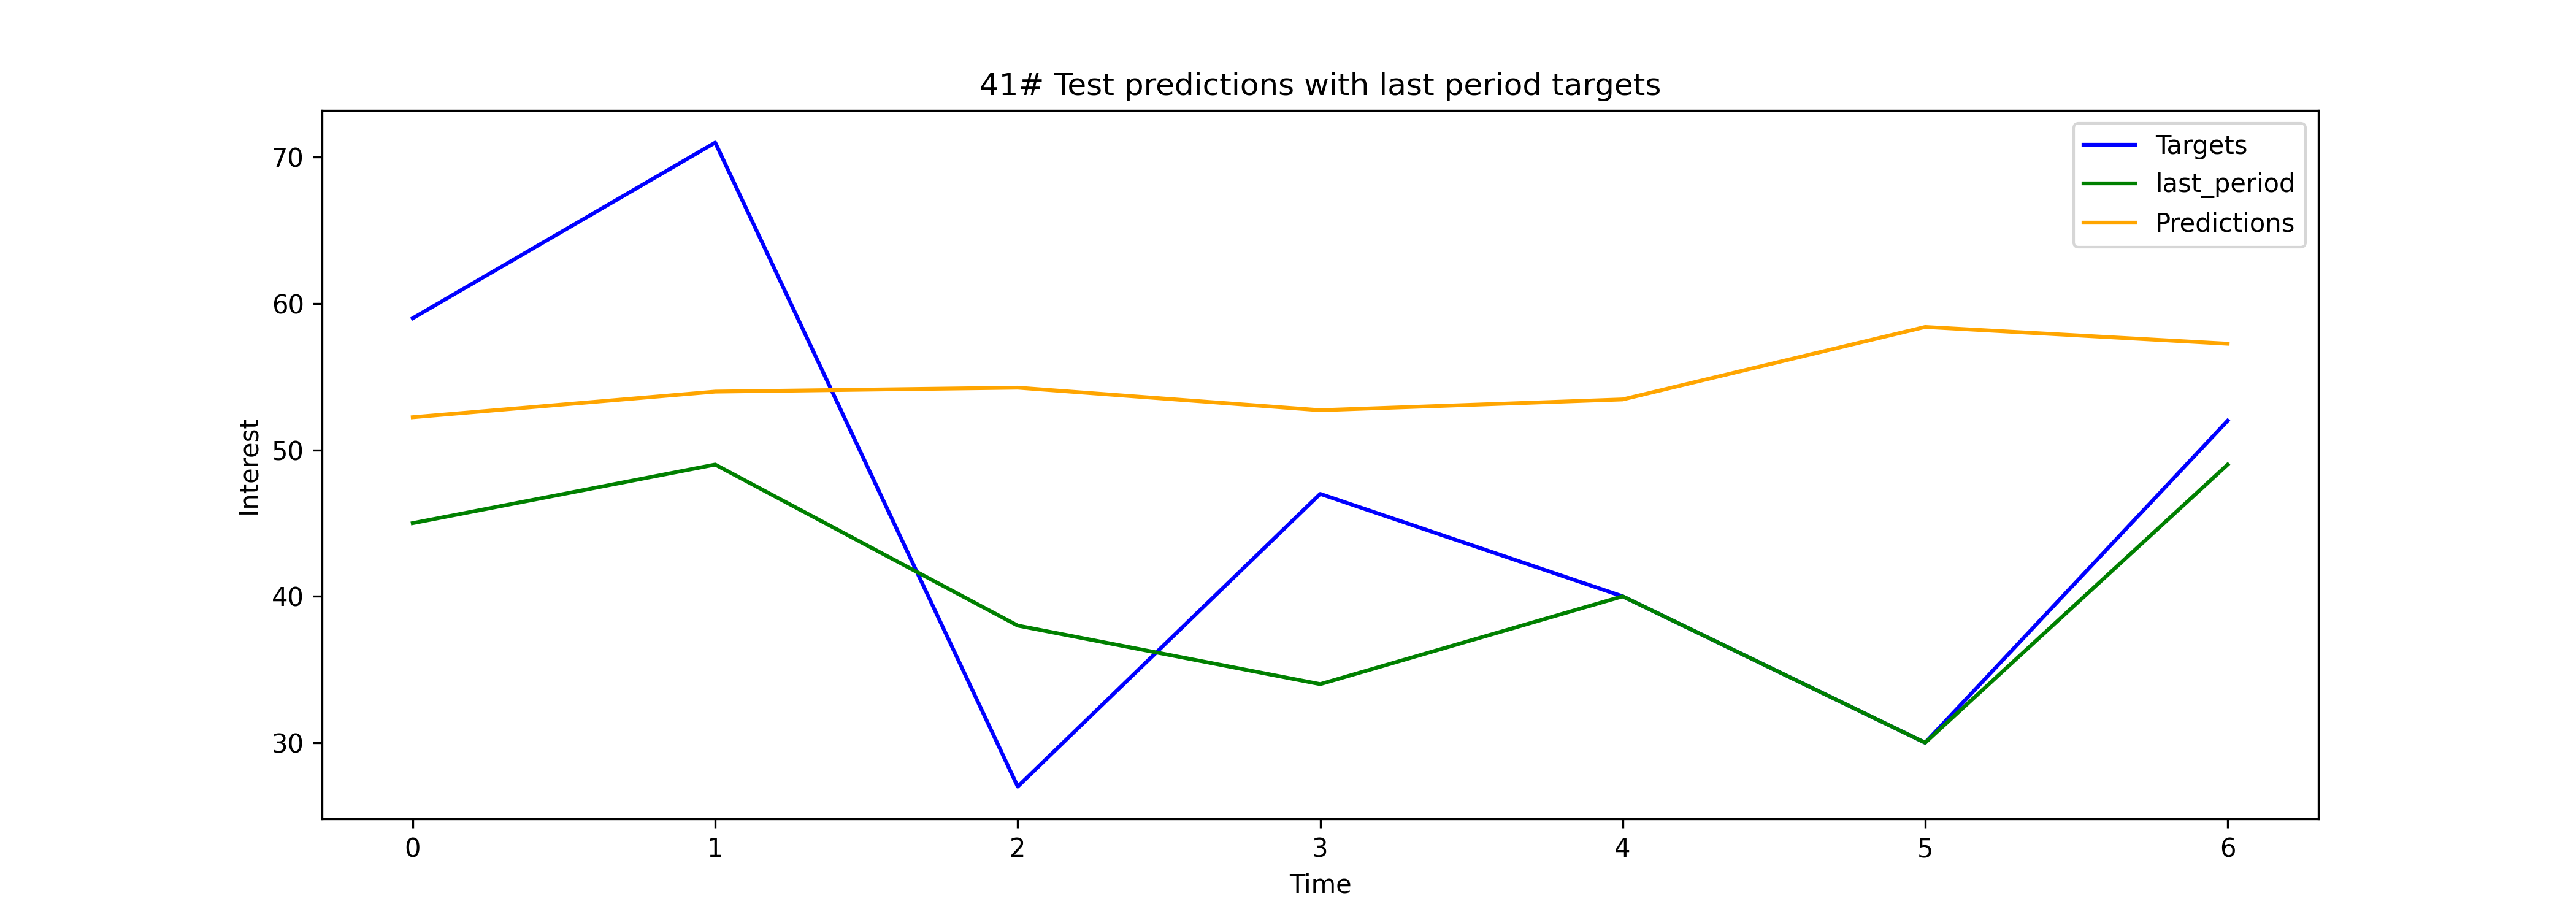 41# Test predictions with last period targets
Targets
last_period
Predictions
70
60
50
40
30
Interest
0 1 2 3 4 5 6
Time